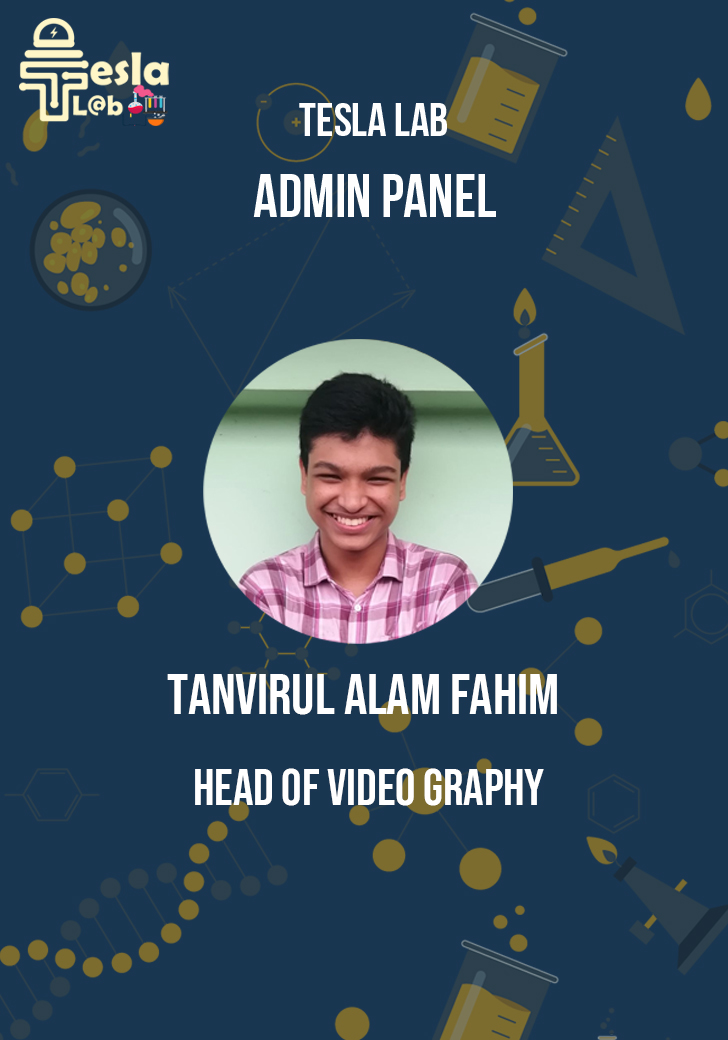 Tesla
L@b
TESLA LAB
ADMIN PANEL
TANVIRUL ALAM FAHIM
HEAD OF VIDEO GRAPHY